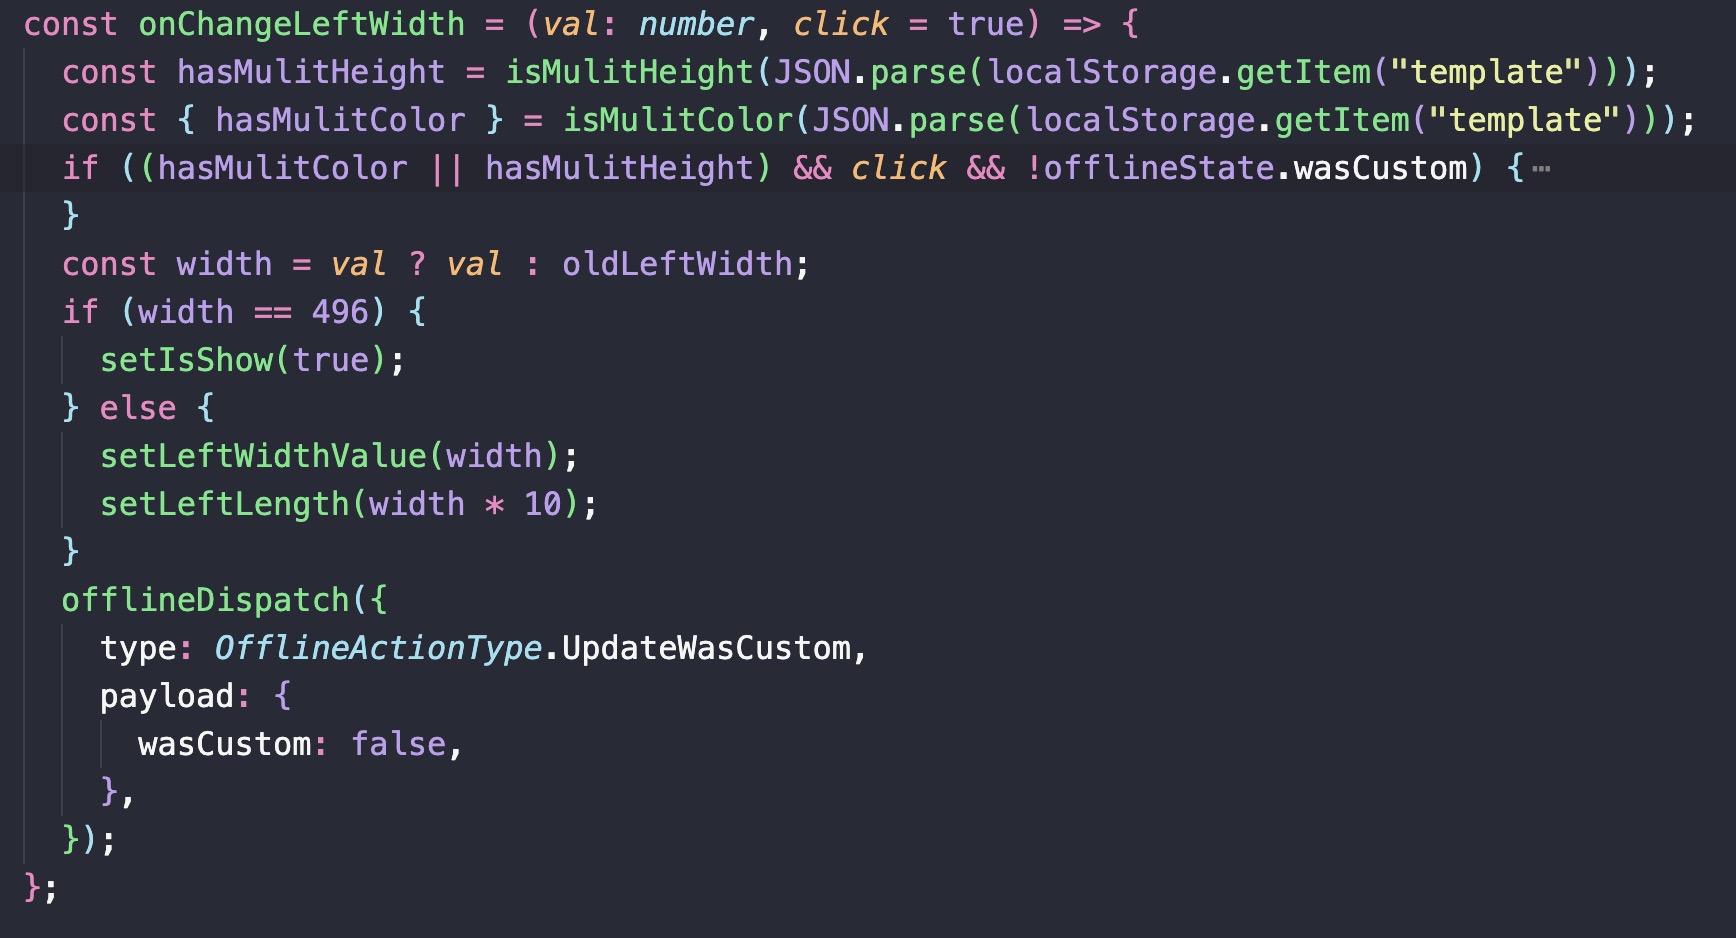 const onChangeLeftWidth = (val: number, click = true) => {
  const hasMulitHeight = isMulitHeight(JSON.parse(localStorage.getItem("template")));
  const { hasMulitColor } = isMulitColor(JSON.parse(localStorage.getItem("template")));
  if ((hasMulitColor || hasMulitHeight) && click && !offlineState.wasCustom) {⋯
  }
  const width = val ? val : oldLeftWidth;
  if (width == 496) {
    setIsShow(true);
  } else {
    setLeftWidthValue(width);
    setLeftLength(width * 10);
  }
  offlineDispatch({
    type: OfflineActionType.UpdateWasCustom,
    payload: {
      wasCustom: false,
    },
  });
};